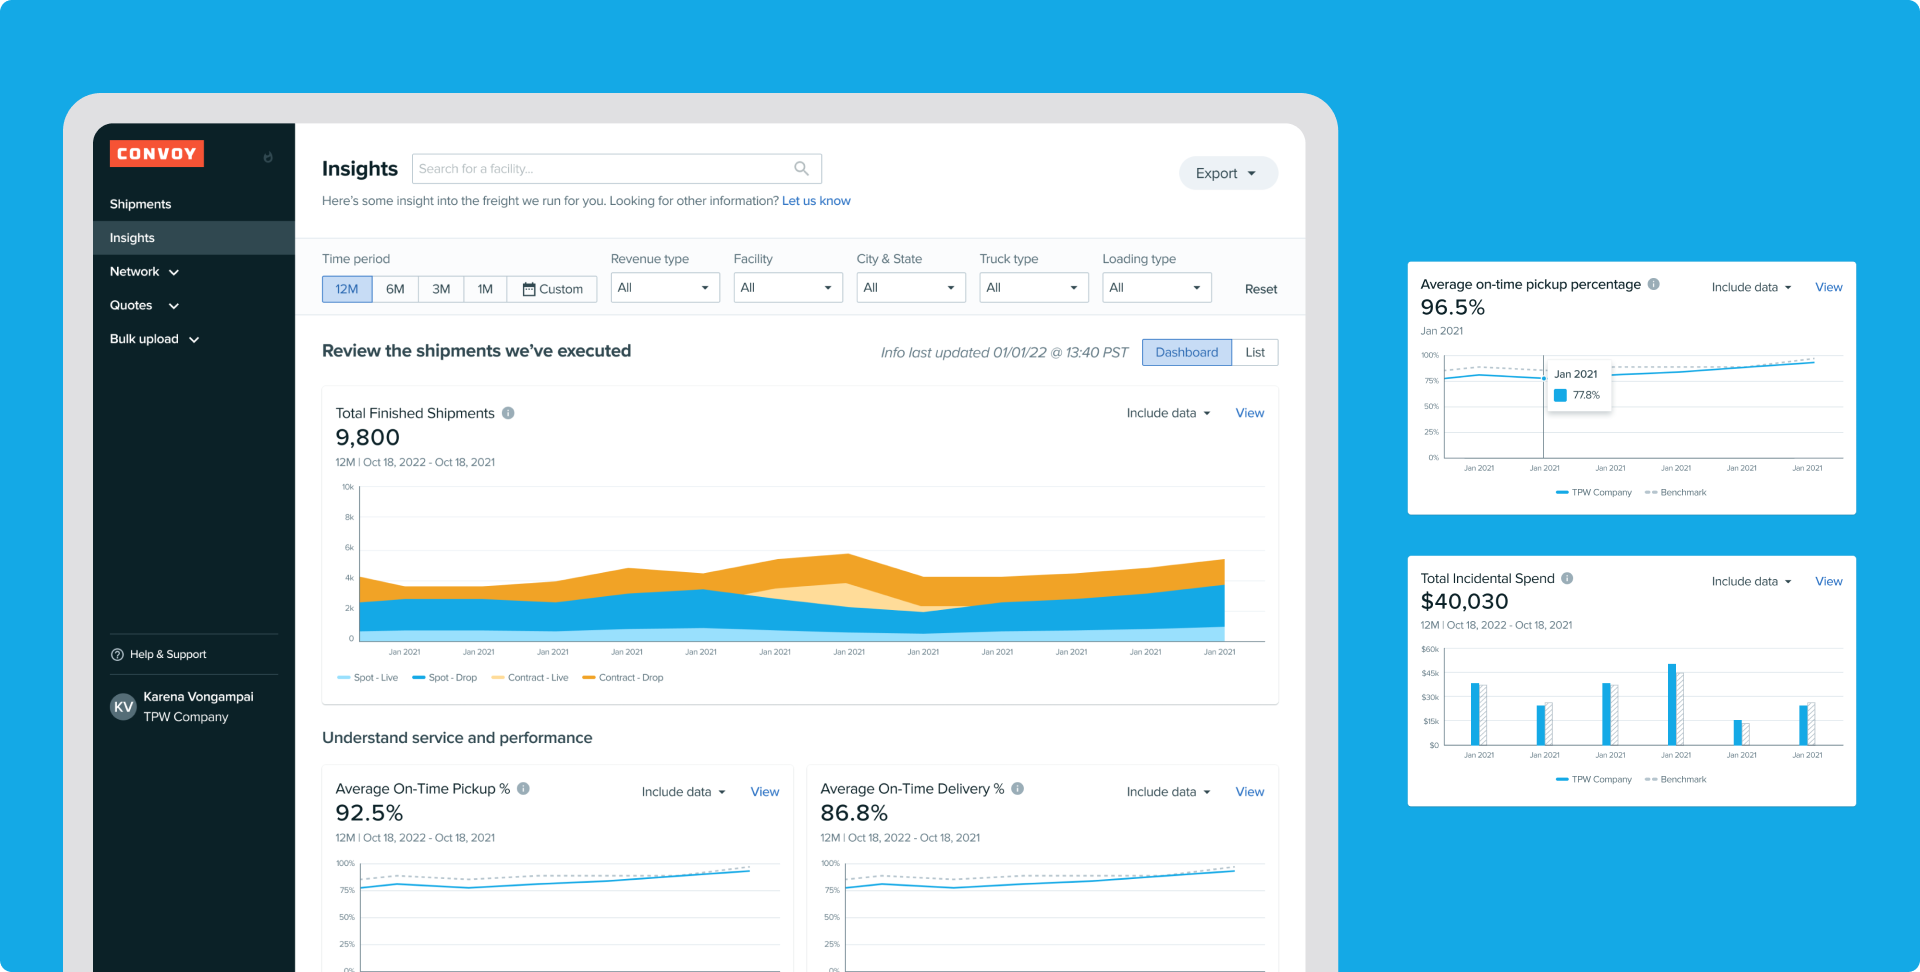 CONVOY
Shipments
Insights
Network
Quotes
Bulk upload
Help & Support
KV
Karena Vongampai
TPW Company
Insights
Search for a facility...
Export
Here’s some insight into the freight we run for you. Looking for other information? Let us know
Time period
12M 6M 3M 1M Custom
Revenue type
All
Facility
All
City & State
All
Truck type
All
Loading type
All
Reset
Review the shipments we’ve executed
Info last updated 01/01/22 @ 13:40 PST
Dashboard List
Total Finished Shipments
Include data View
9,800
12M | Oct 18, 2022 - Oct 18, 2021
10k
8k
6k
4k
2k
0
Jan 2021 Jan 2021 Jan 2021 Jan 2021 Jan 2021 Jan 2021 Jan 2021 Jan 2021 Jan 2021 Jan 2021 Jan 2021 Jan 2021
Spot - Live Spot - Drop Contract - Live Contract - Drop
Understand service and performance
Average On-Time Pickup %
Include data View
92.5%
12M | Oct 18, 2022 - Oct 18, 2021
100%
75%
50%
25%
0%
Average On-Time Delivery %
Include data View
86.8%
12M | Oct 18, 2022 - Oct 18, 2021
100%
75%
50%
25%
0%
Average on-time pickup percentage
Include data View
96.5%
Jan 2021
100%
75%
50%
25%
0%
Jan 2021
77.8%
Jan 2021 Jan 2021 Jan 2021 Jan 2021 Jan 2021 Jan 2021
TPW Company Benchmark
Total Incidental Spend
Include data View
$40,030
12M | Oct 18, 2022 - Oct 18, 2021
$60k
$45k
$30k
$15k
$0
Jan 2021 Jan 2021 Jan 2021 Jan 2021 Jan 2021 Jan 2021
TPW Company Benchmark